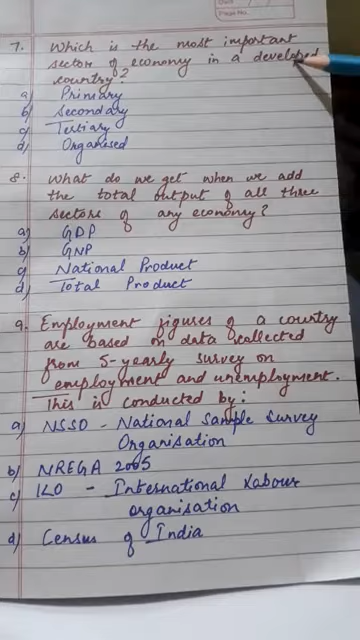 Date
Page No.
7. Which is the most important
sector of economy in a developed
country?
a) Primary
b) Secondary
c) Tertiary
d) Organised
8. What do we get when we add
the total output of all three
sectors of any economy?
a) GDP
b) GNP
c) National Product
d) Total Product
9. Employment figures of a country
are based on data collected
from 5-yearly survey on
employment and unemployment.
This is conducted by:
a) NSSO - National Sample Survey
Organisation
b) NREGA 2005
c) ILO - International Labour
organisation
d) Census of India